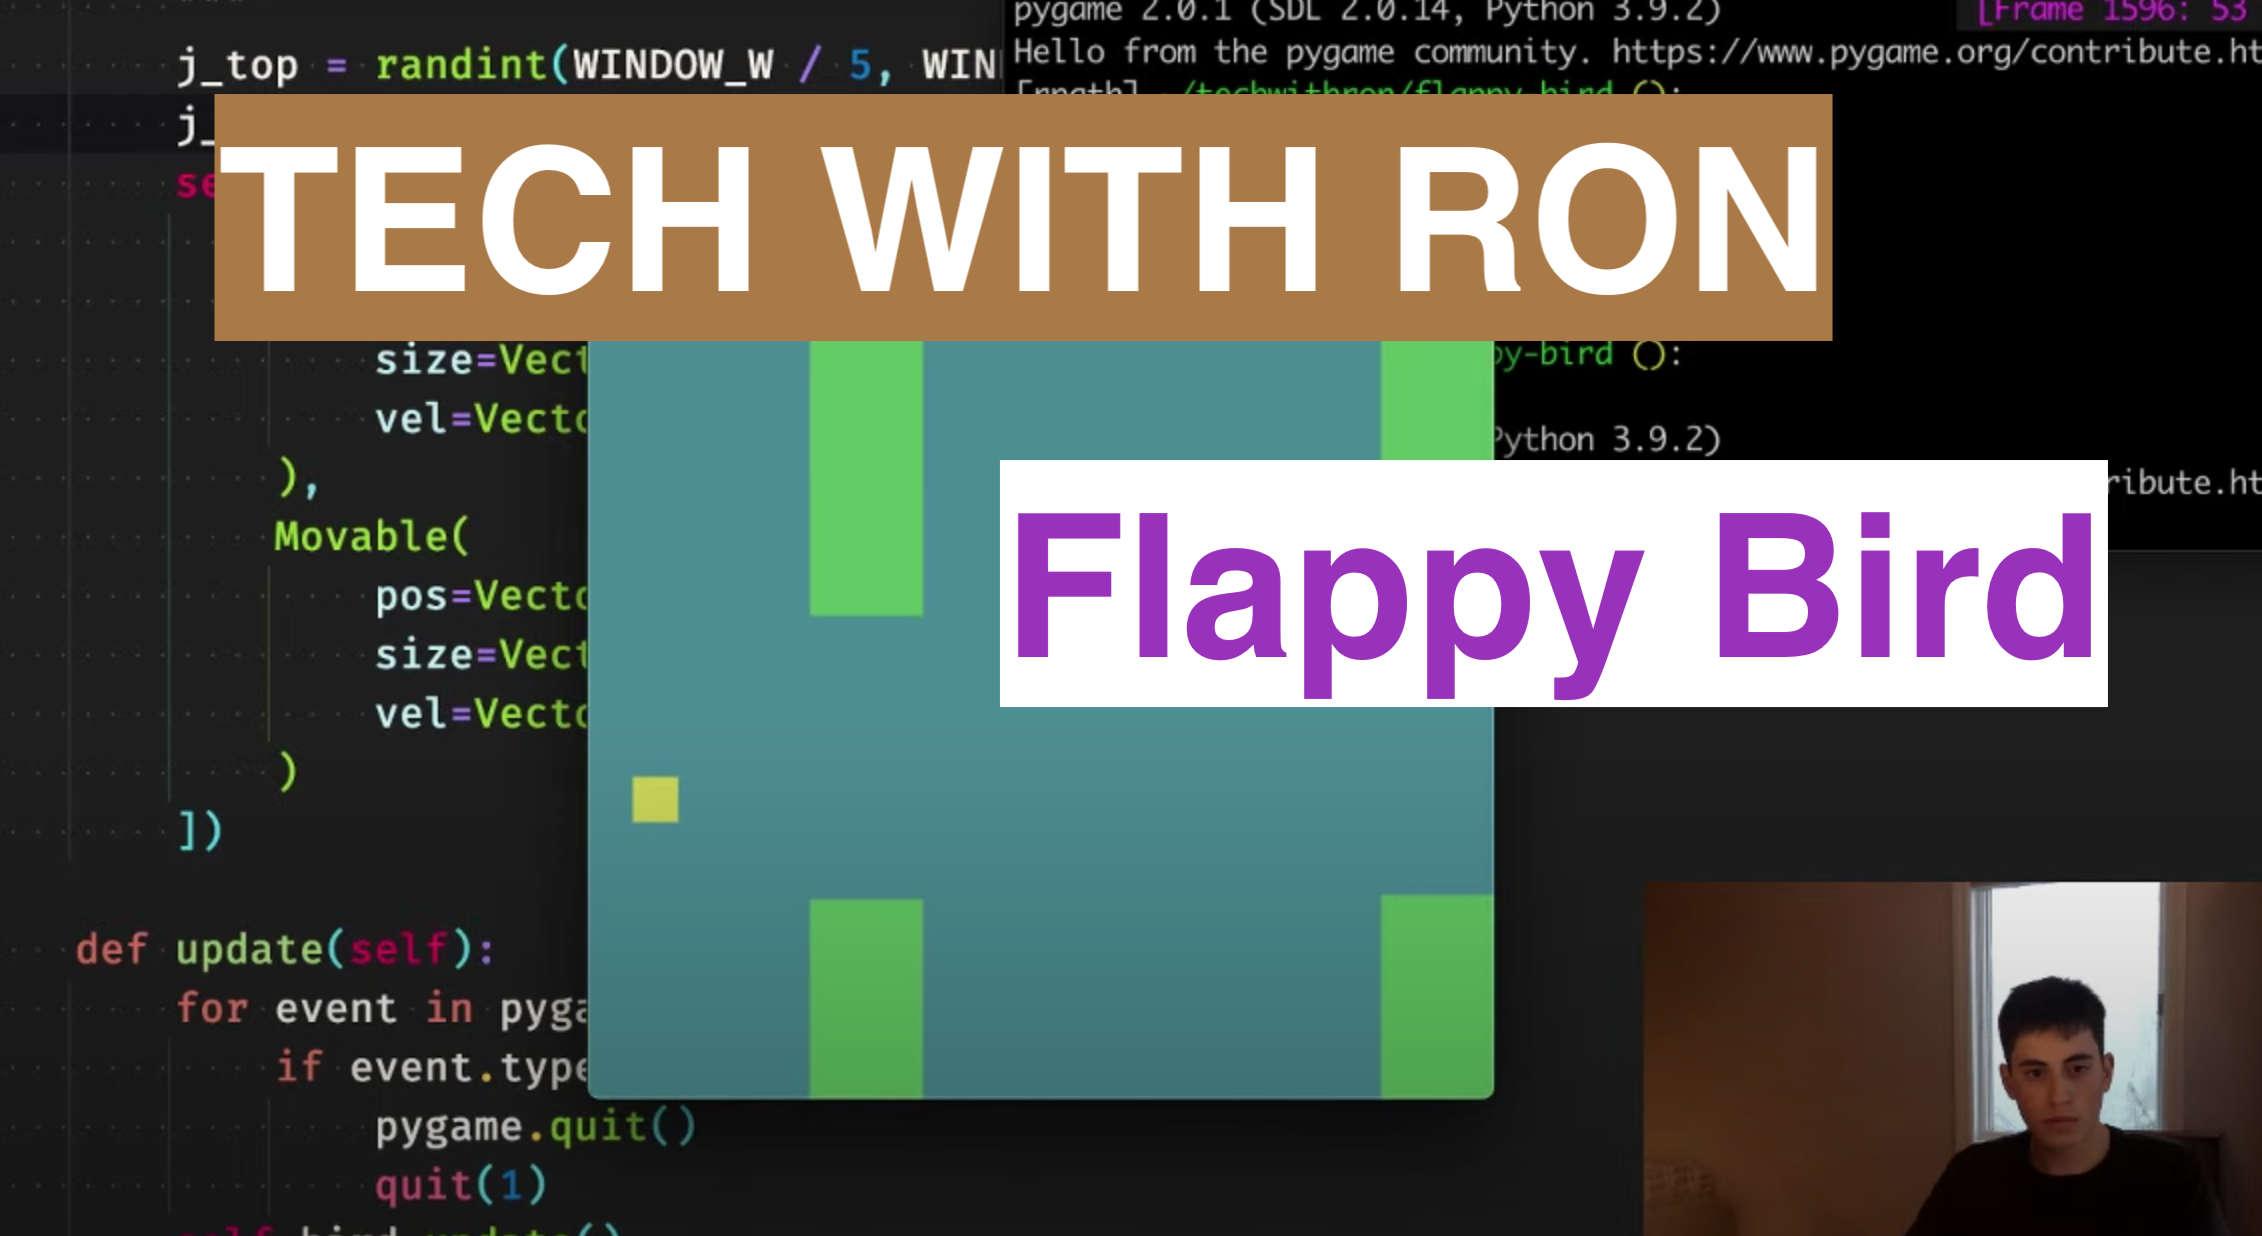 j_top = randint(WINDOW_W / 5, WIN
j_
se
size=Vect
vel=Vecto
),
Movable(
pos=Vecto
size=Vect
vel=Vecto
)
])
def update(self):
for event in pyga
if event.type
pygame.quit()
quit(1)
pygame 2.0.1 (SDL 2.0.14, Python 3.9.2)
[Frame 1596: 53
Hello from the pygame community. https://www.pygame.org/contribute.ht
~/techwithron/flappy-bird
TECH WITH RON
py-bird ():
Python 3.9.2)
ribute.ht
Flappy Bird